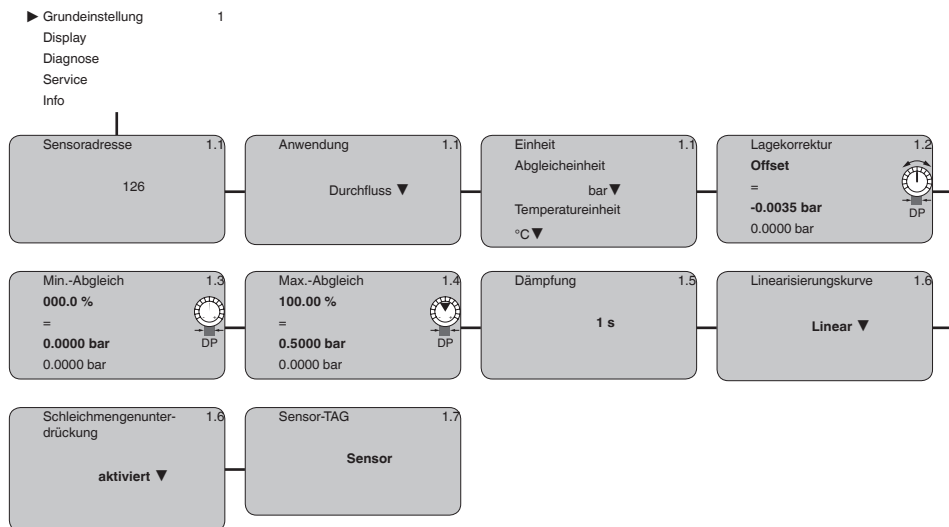 ▶ Grundeinstellung 1
Display
Diagnose
Service
Info
Sensoradresse 1.1
126
Anwendung 1.1
Durchfluss ▼
Einheit 1.1
Abgleicheinheit
bar ▼
Temperatureinheit
°C ▼
Lagekorrektur 1.2
Offset
=
-0.0035 bar
0.0000 bar
DP
Min.-Abgleich 1.3
000.0 %
=
0.0000 bar
0.0000 bar
DP
Max.-Abgleich 1.4
100.00 %
=
0.5000 bar
0.0000 bar
DP
Dämpfung 1.5
1 s
Linearisierungskurve 1.6
Linear ▼
Schleichmengenunter- 1.6
drückung
aktiviert ▼
Sensor-TAG 1.7
Sensor